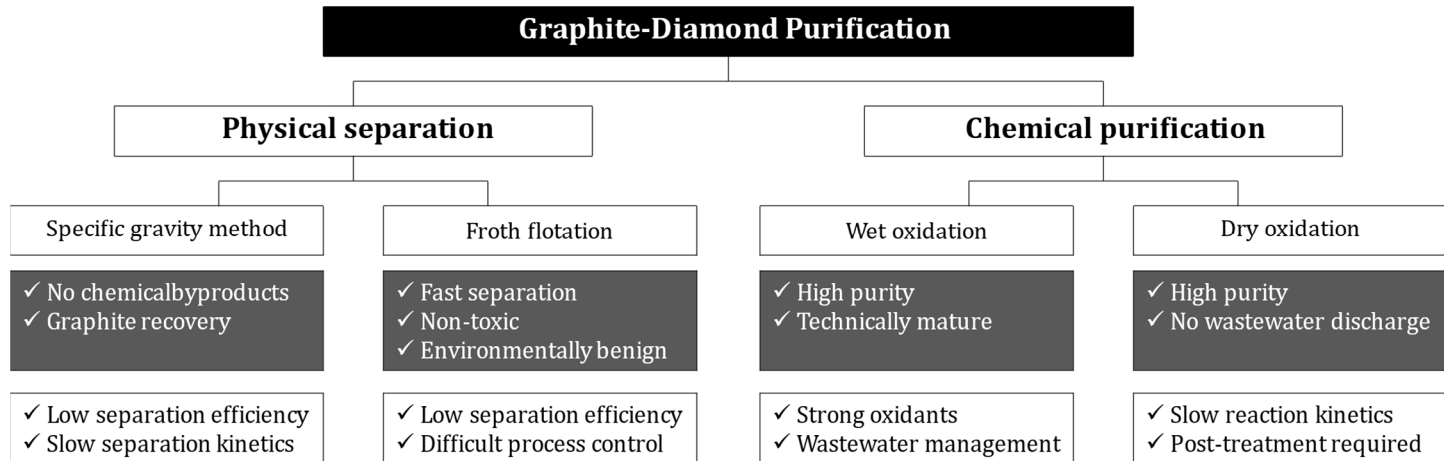 Graphite-Diamond Purification
Physical separation
Chemical purification
Specific gravity method
Froth flotation
Wet oxidation
Dry oxidation
✓ No chemicalbyproducts
✓ Graphite recovery
✓ Fast separation
✓ Non-toxic
✓ Environmentally benign
✓ High purity
✓ Technically mature
✓ High purity
✓ No wastewater discharge
✓ Low separation efficiency
✓ Slow separation kinetics
✓ Low separation efficiency
✓ Difficult process control
✓ Strong oxidants
✓ Wastewater management
✓ Slow reaction kinetics
✓ Post-treatment required